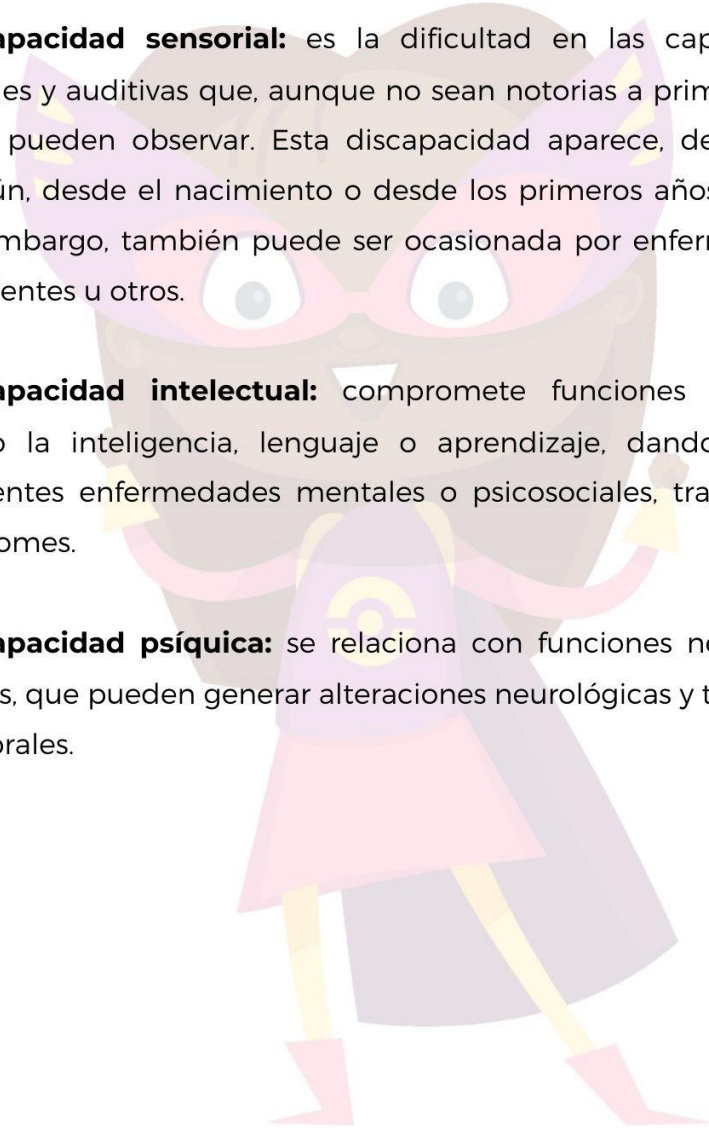 apacidad sensorial: es la dificultad en las cap
es y auditivas que, aunque no sean notorias a prim
pueden observar. Esta discapacidad aparece, de
ún, desde el nacimiento o desde los primeros años
mbargo, también puede ser ocasionada por enferm
entes u otros.
apacidad intelectual: compromete funciones
o la inteligencia, lenguaje o aprendizaje, dando
entes enfermedades mentales o psicosociales, tra
omes.
apacidad psíquica: se relaciona con funciones ne
s, que pueden generar alteraciones neurológicas y t
orales.